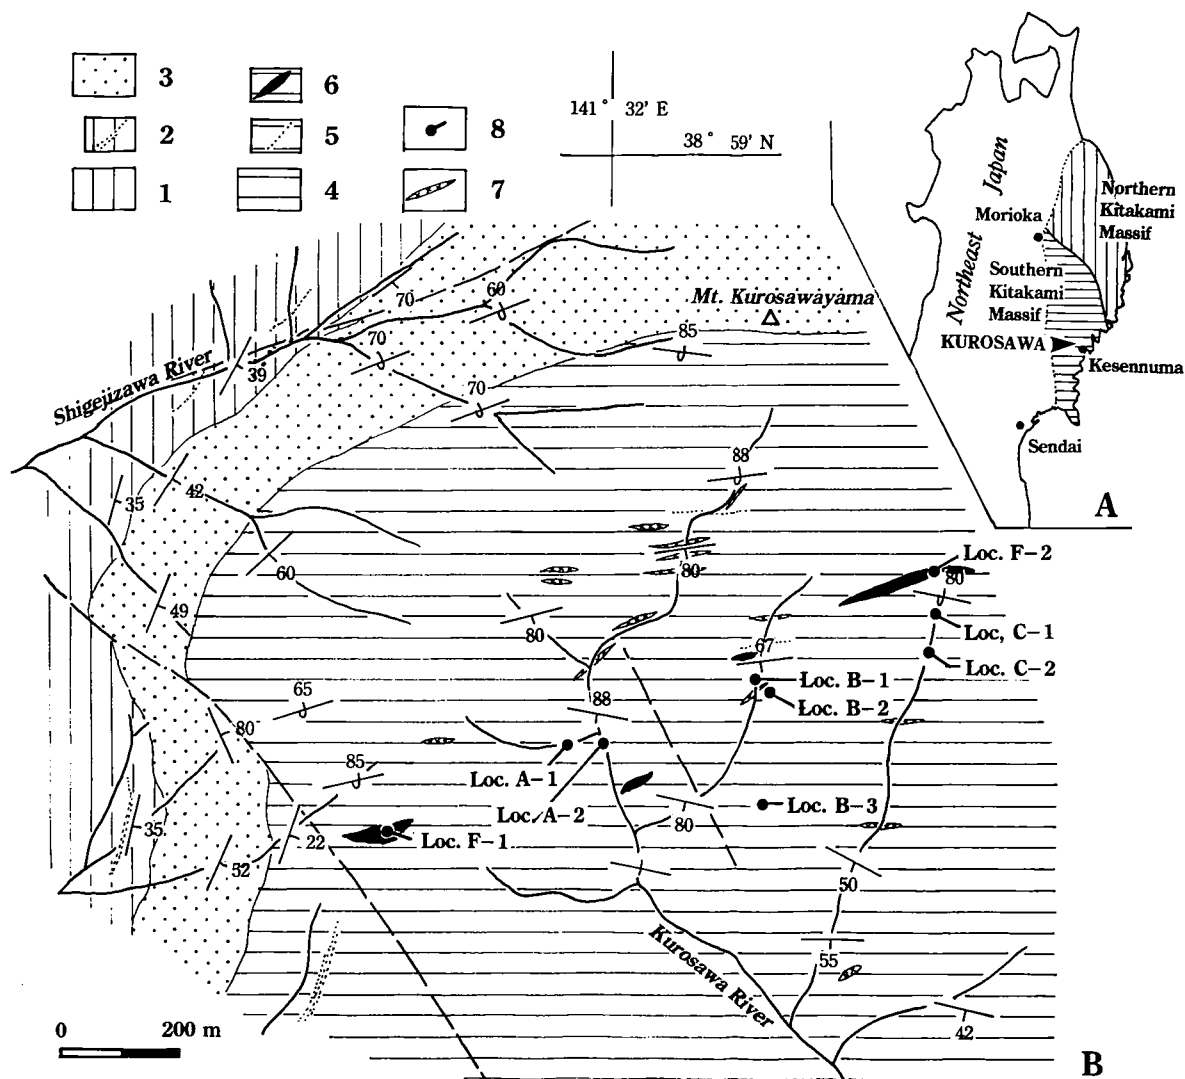 3
2
1
6
5
4
8
7
141° 32' E
38° 59' N
Northeast Japan
Morioka
Northern
Kitakami
Massif
Southern
Kitakami
Massif
KUROSAWA
Kesennuma
Sendai
A
Mt. Kurosawayama
Shigejizawa River
70
60
70
85
39
70
88
35
42
60
80
49
80
67
80
65
88
80
85
35
22
52
80
50
55
42
Loc. F-2
Loc, C-1
Loc. C-2
Loc. B-1
Loc. B-2
Loc. A-1
Loc. A-2
Loc. B-3
Loc. F-1
Kurosawa River
0 200 m
B